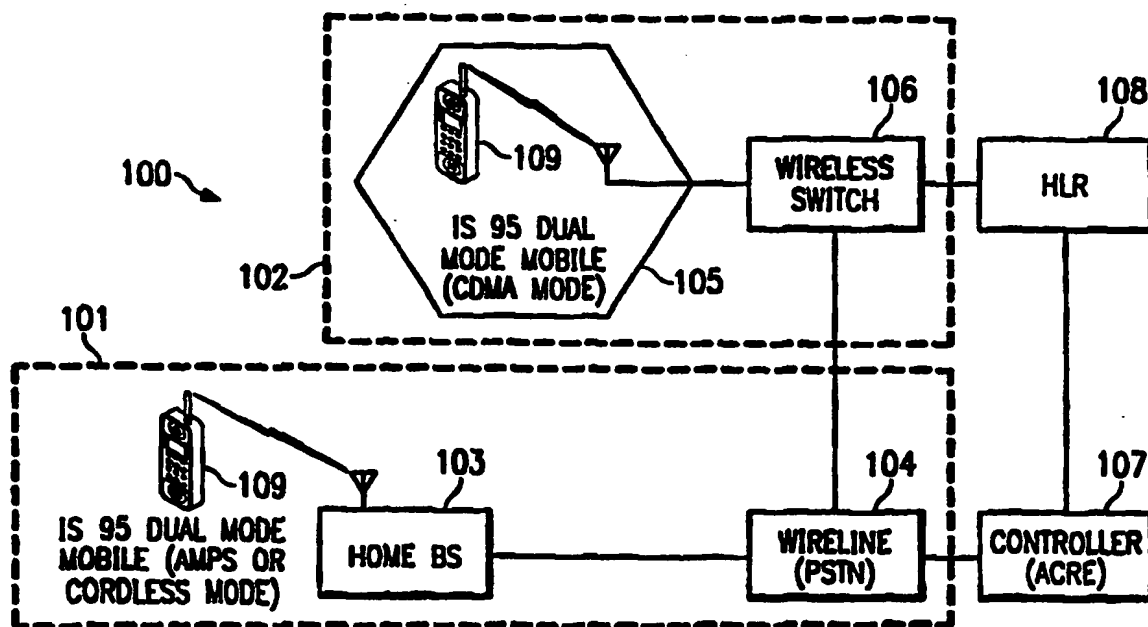 100
102
109
IS 95 DUAL
MODE MOBILE
(CDMA MODE)
105
106
WIRELESS
SWITCH
108
HLR
101
109
IS 95 DUAL MODE
MOBILE (AMPS OR
CORDLESS MODE)
103
HOME BS
104
WIRELINE
(PSTN)
107
CONTROLLER
(ACRE)